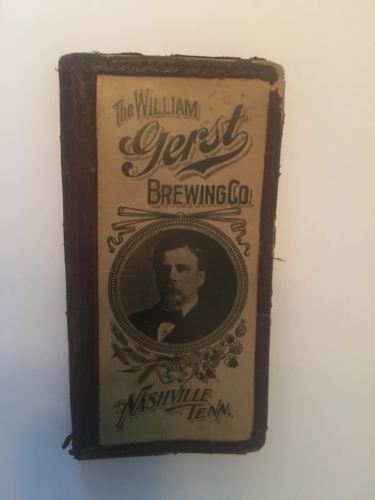 The WILLIAM
Gerst
BREWING CO.
NASHVILLE
TENN.